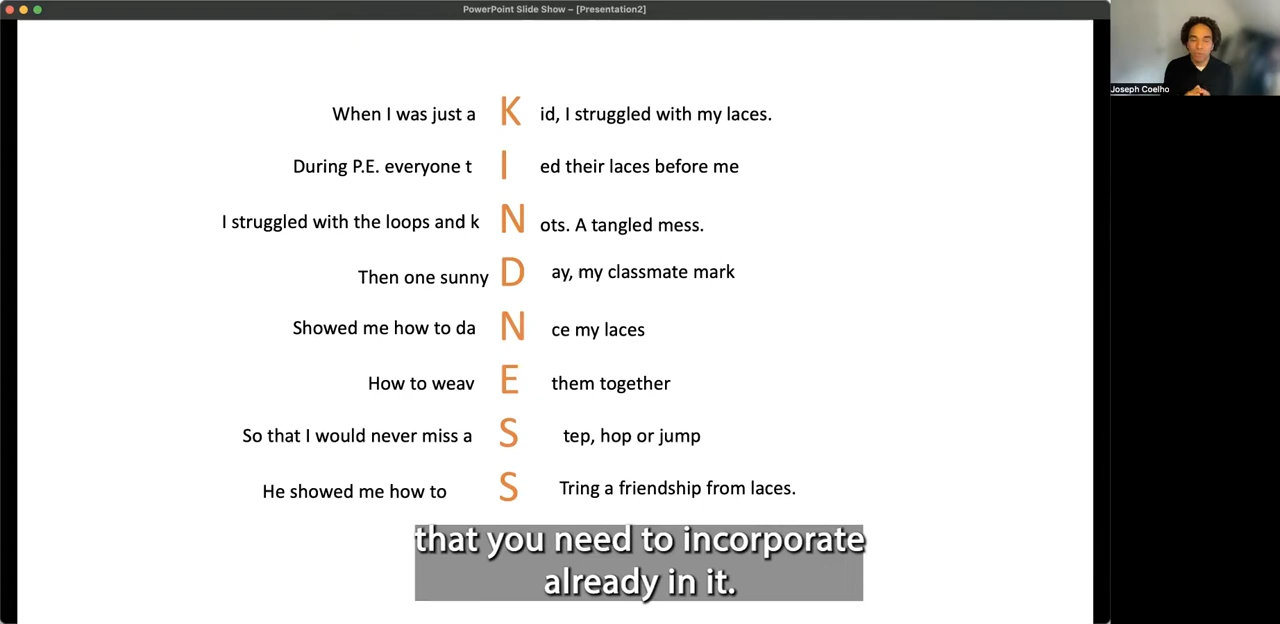 PowerPoint Slide Show – [Presentation2]
Joseph Coelho
When I was just a K id, I struggled with my laces.
During P.E. everyone t I ed their laces before me
I struggled with the loops and k N ots. A tangled mess.
Then one sunny D ay, my classmate mark
Showed me how to da N ce my laces
How to weav E them together
So that I would never miss a S tep, hop or jump
He showed me how to S Tring a friendship from laces.
that you need to incorporate
already in it.